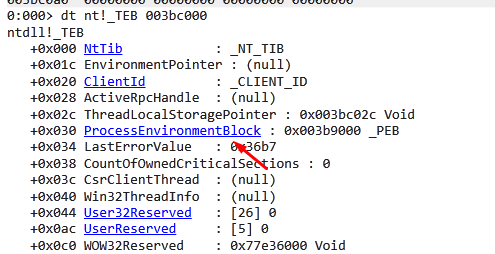 0:000> dt nt!_TEB 003bc000
ntdll!_TEB
+0x000 NtTib : _NT_TIB
+0x01c EnvironmentPointer : (null)
+0x020 ClientId : _CLIENT_ID
+0x028 ActiveRpcHandle : (null)
+0x02c ThreadLocalStoragePointer : 0x003bc02c Void
+0x030 ProcessEnvironmentBlock : 0x003b9000 _PEB
+0x034 LastErrorValue : 0x36b7
+0x038 CountOfOwnedCriticalSections : 0
+0x03c CsrClientThread : (null)
+0x040 Win32ThreadInfo : (null)
+0x044 User32Reserved : [26] 0
+0x0ac UserReserved : [5] 0
+0x0c0 WOW32Reserved : 0x77e36000 Void